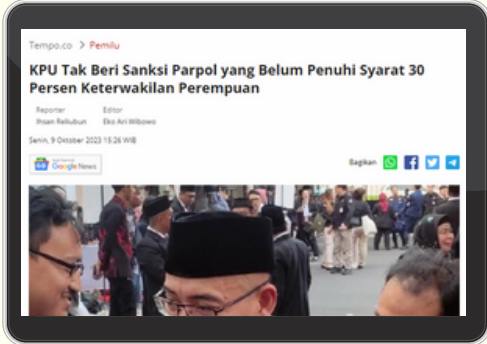 Tempo.co > Pemilu
KPU Tak Beri Sanksi Parpol yang Belum Penuhi Syarat 30
Persen Keterwakilan Perempuan
Reporter Editor
Ihsan Reliubun Eko Ari Wibowo
Senin, 9 Oktober 2023 15:26 WIB
Google News
Bagikan